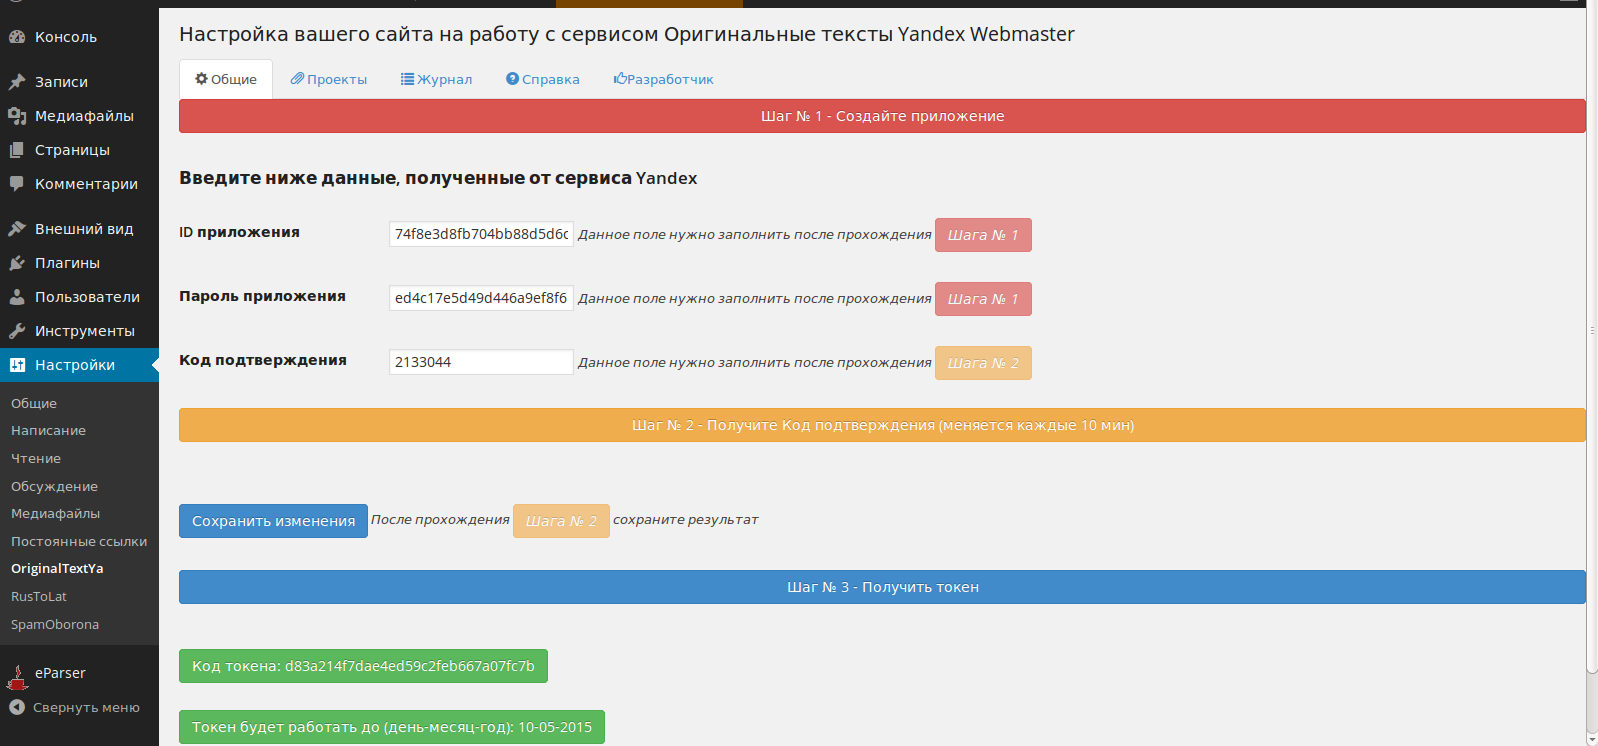 Консоль
Записи
Медиафайлы
Страницы
Комментарии
Внешний вид
Плагины
Пользователи
Инструменты
Настройки
Общие
Написание
Чтение
Обсуждение
Медиафайлы
Постоянные ссылки
OriginalTextYa
RusToLat
SpamOborona
eParser
Свернуть меню
Настройка вашего сайта на работу с сервисом Оригинальные тексты Yandex Webmaster
Общие Проекты Журнал Справка Разработчик
Шаг № 1 - Создайте приложение
Введите ниже данные, полученные от сервиса Yandex
ID приложения 74f8e3d8fb704bb88d5d6c Данное поле нужно заполнить после прохождения Шага № 1
Пароль приложения ed4c17e5d49d446a9ef8f6 Данное поле нужно заполнить после прохождения Шага № 1
Код подтверждения 2133044 Данное поле нужно заполнить после прохождения Шага № 2
Шаг № 2 - Получите Код подтверждения (меняется каждые 10 мин)
Сохранить изменения После прохождения Шага № 2 сохраните результат
Шаг № 3 - Получить токен
Код токена: d83a214f7dae4ed59c2feb667a07fc7b
Токен будет работать до (день-месяц-год): 10-05-2015